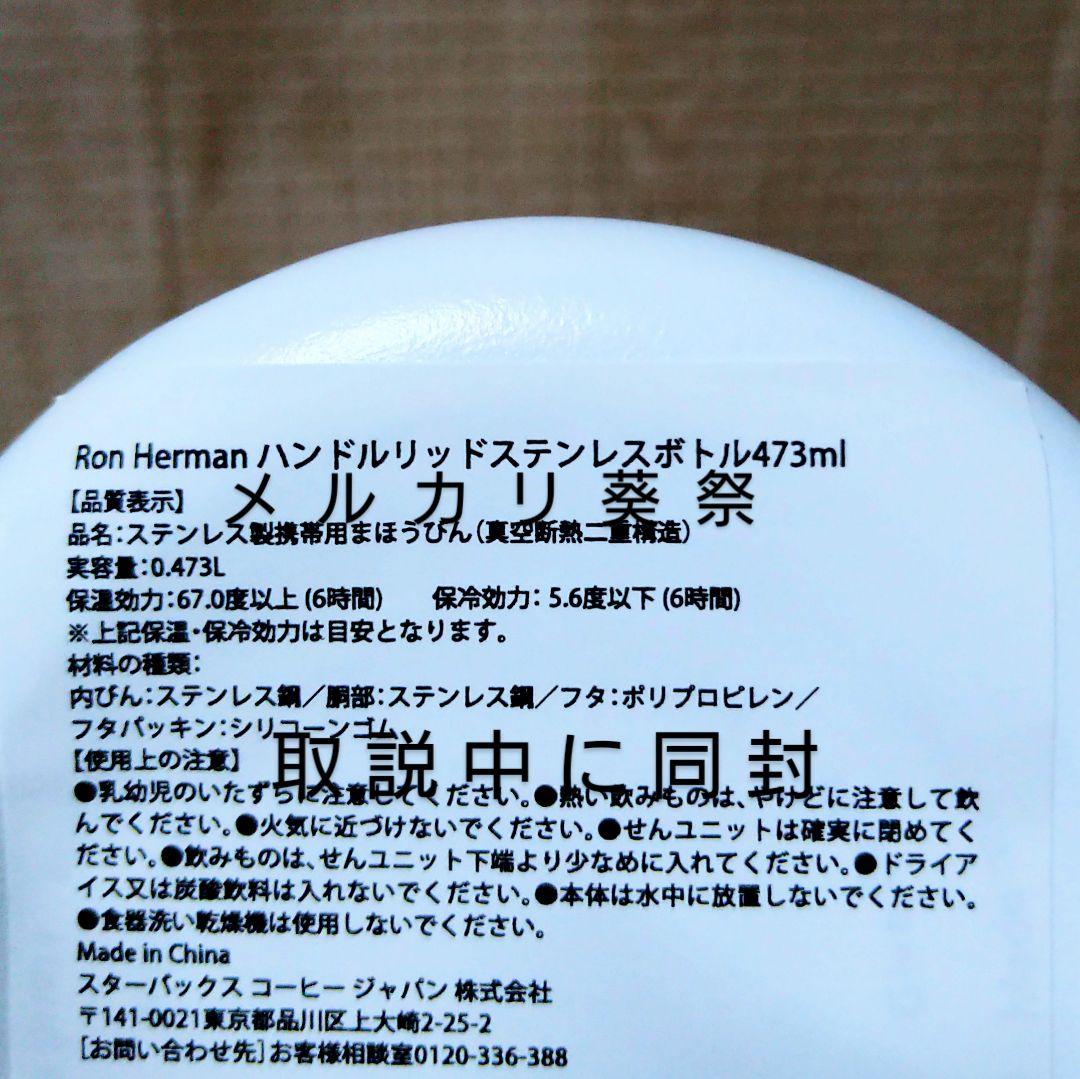 Ron Herman ハンドルリッドステンレスボトル473ml
メルカリ葵祭
【品質表示】
品名：ステンレス製携帯用まほうびん（真空断熱二重構造）
実容量：0.473L
保温効力：67.0度以上 (6時間)　　保冷効力： 5.6度以下 (6時間)
※上記保温・保冷効力は目安となります。
材料の種類：
内びん：ステンレス鋼／胴部：ステンレス鋼／フタ：ポリプロピレン／
フタパッキン：シリコーンゴム
取説中に同封
【使用上の注意】
●乳幼児のいたずらに注意してください。●熱い飲みものは、やけどに注意して飲
んでください。●火気に近づけないでください。●せんユニットは確実に閉めてく
ださい。●飲みものは、せんユニット下端より少なめに入れてください。●ドライア
イス又は炭酸飲料は入れないでください。●本体は水中に放置しないでください。
●食器洗い乾燥機は使用しないでください。
Made in China
スターバックス コーヒー ジャパン 株式会社
〒141-0021東京都品川区上大崎2-25-2
［お問い合わせ先］お客様相談室0120-336-388